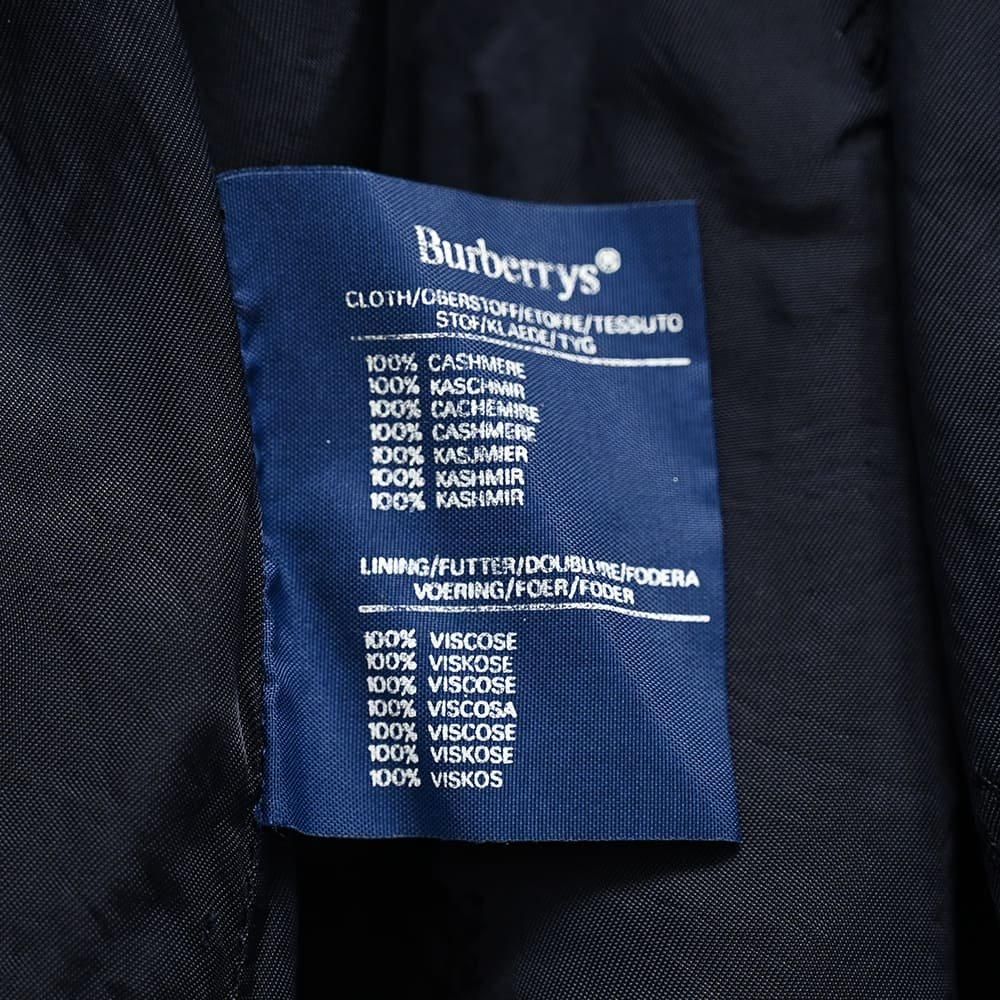 Burberrys®
CLOTH/OBERSTOFF/ETOFFE/TESSUTO
STOF/KLAEDE/TYG
100% CASHMERE
100% KASCHMIR
100% CACHEMIRE
100% CASHMERE
100% KASJMIER
100% KASHMIR
100% KASHMIR
LINING/FUTTER/DOUBLURE/FODERA
VOERING/FOER/FODER
100% VISCOSE
100% VISKOSE
100% VISCOSE
100% VISCOSA
100% VISCOSE
100% VISKOSE
100% VISKOS